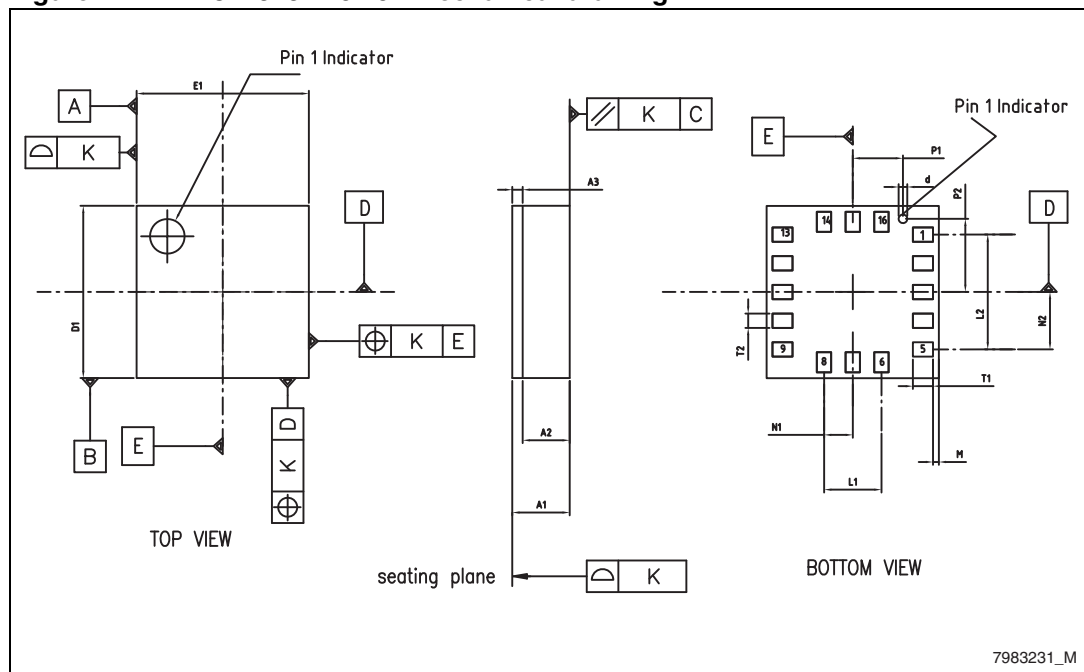 Pin 1 Indicator
E1
A
K
D
D1
K
E
B
E
K
D
TOP VIEW
K
C
A3
A2
A1
seating plane
K
Pin 1 Indicator
E
P1
d
P2
D
14
16
13
1
L2
N2
T2
9
5
8
6
T1
N1
M
L1
BOTTOM VIEW
7983231_M